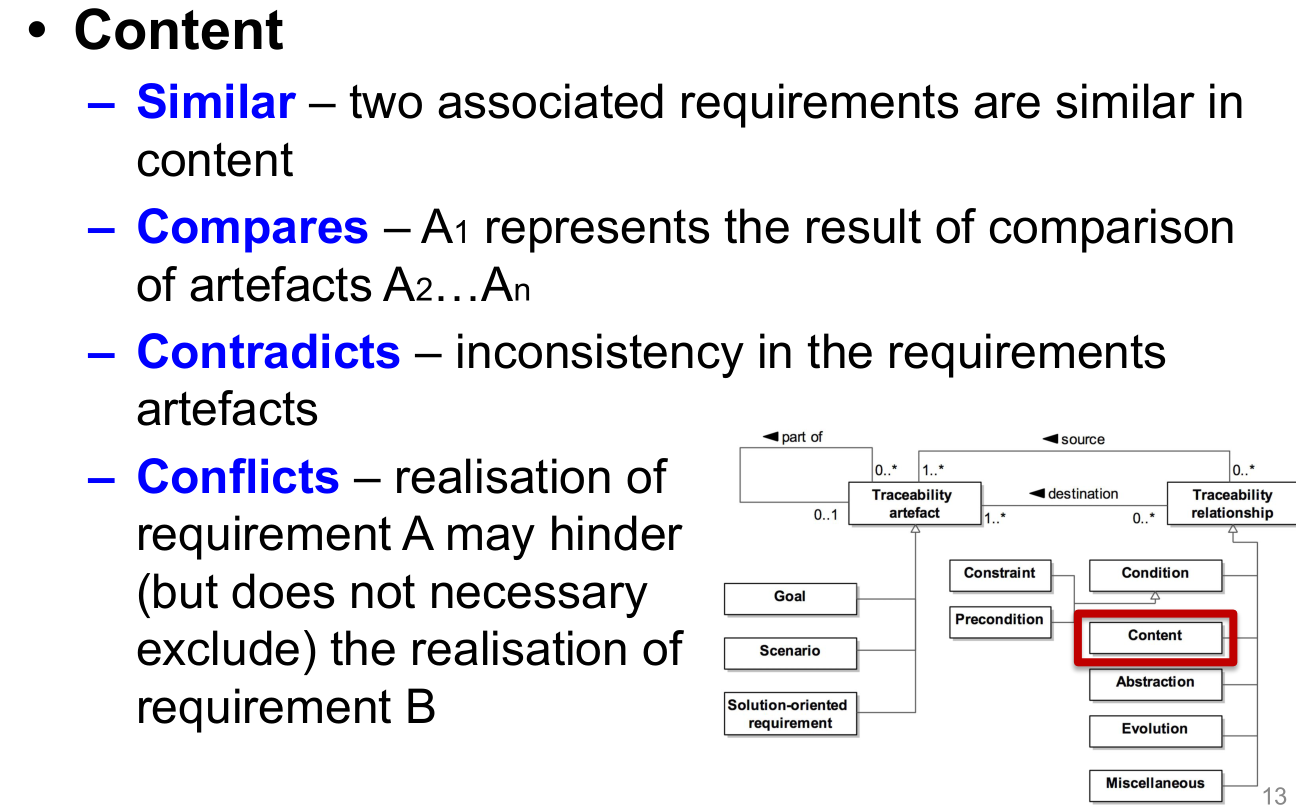 • Content
– Similar – two associated requirements are similar in
content
– Compares – A1 represents the result of comparison
of artefacts A2…An
– Contradicts – inconsistency in the requirements
artefacts
– Conflicts – realisation of
requirement A may hinder
(but does not necessary
exclude) the realisation of
requirement B
◄ part of
◄ source
0..*
1..*
0..*
Traceability
artefact
◄ destination
Traceability
relationship
0..1
1..*
0..*
Constraint
Condition
Goal
Precondition
Content
Scenario
Abstraction
Solution-oriented
requirement
Evolution
Miscellaneous
13